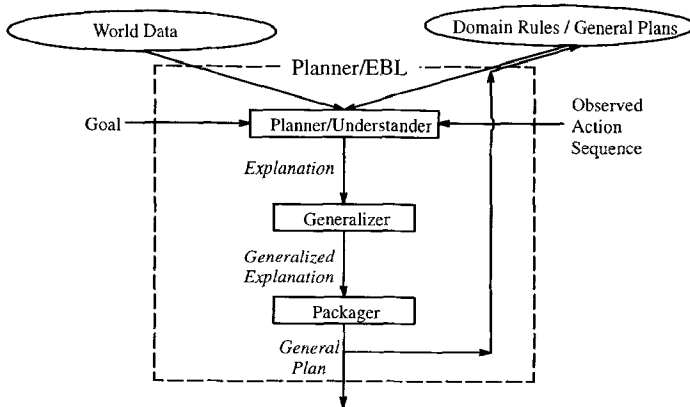 World Data
Domain Rules / General Plans
Planner/EBL
Goal
Planner/Understander
Observed
Action
Sequence
Explanation
Generalizer
Generalized
Explanation
Packager
General
Plan